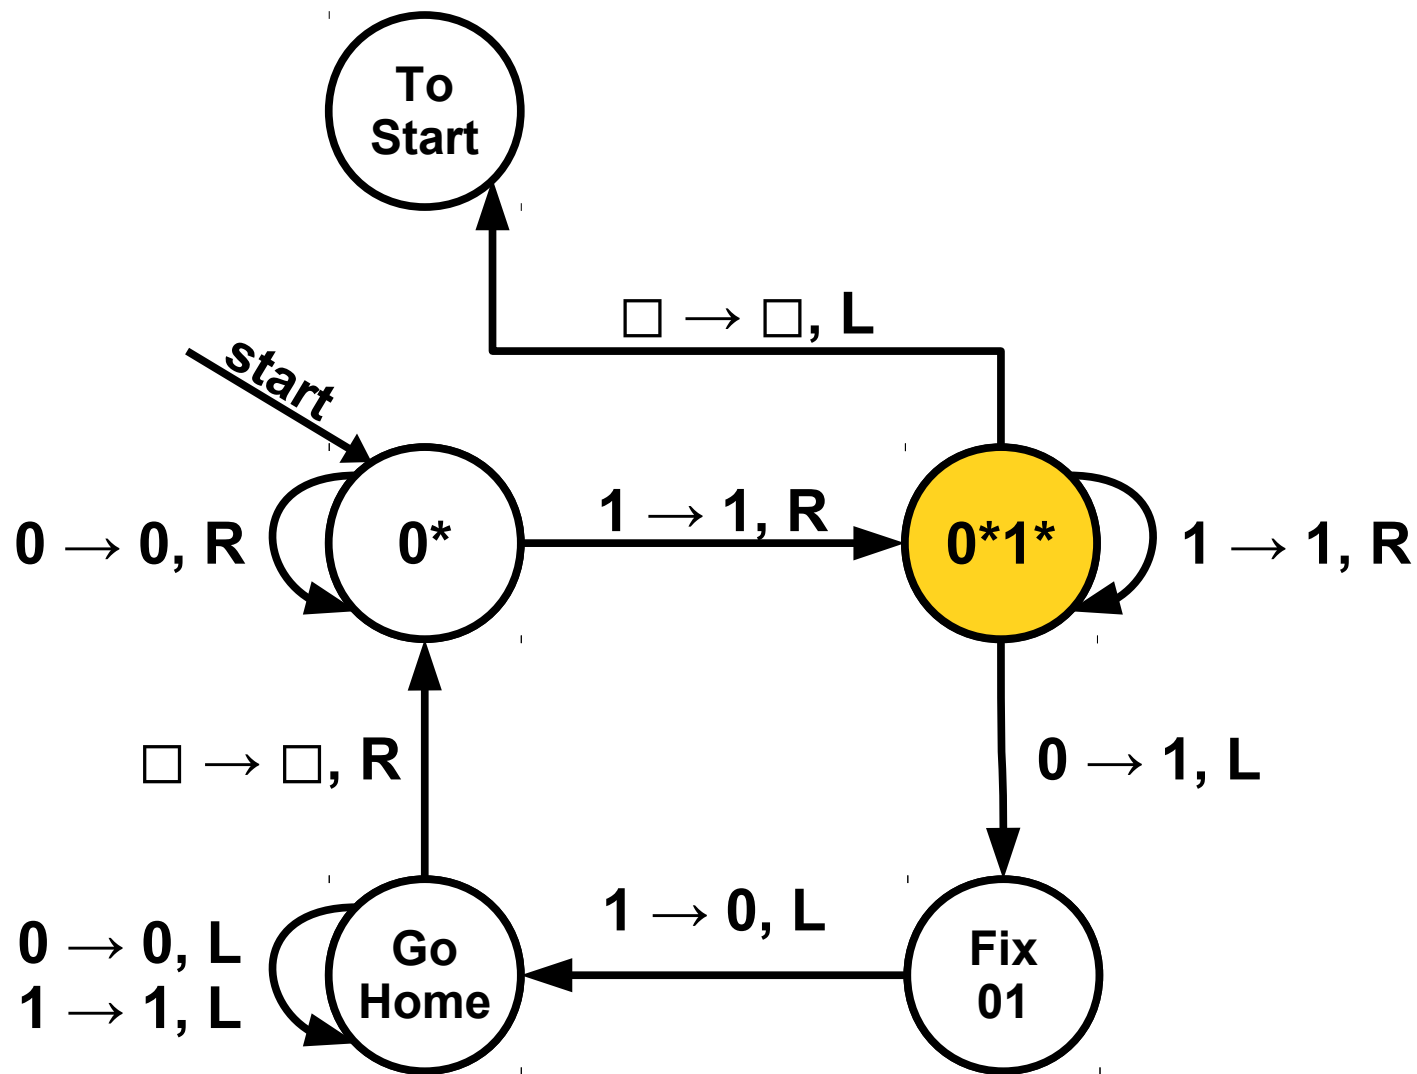 To
Start
□ → □, L
start
0 → 0, R
0*
1 → 1, R
0*1*
1 → 1, R
□ → □, R
0 → 1, L
0 → 0, L
1 → 1, L
Go
Home
1 → 0, L
Fix
01